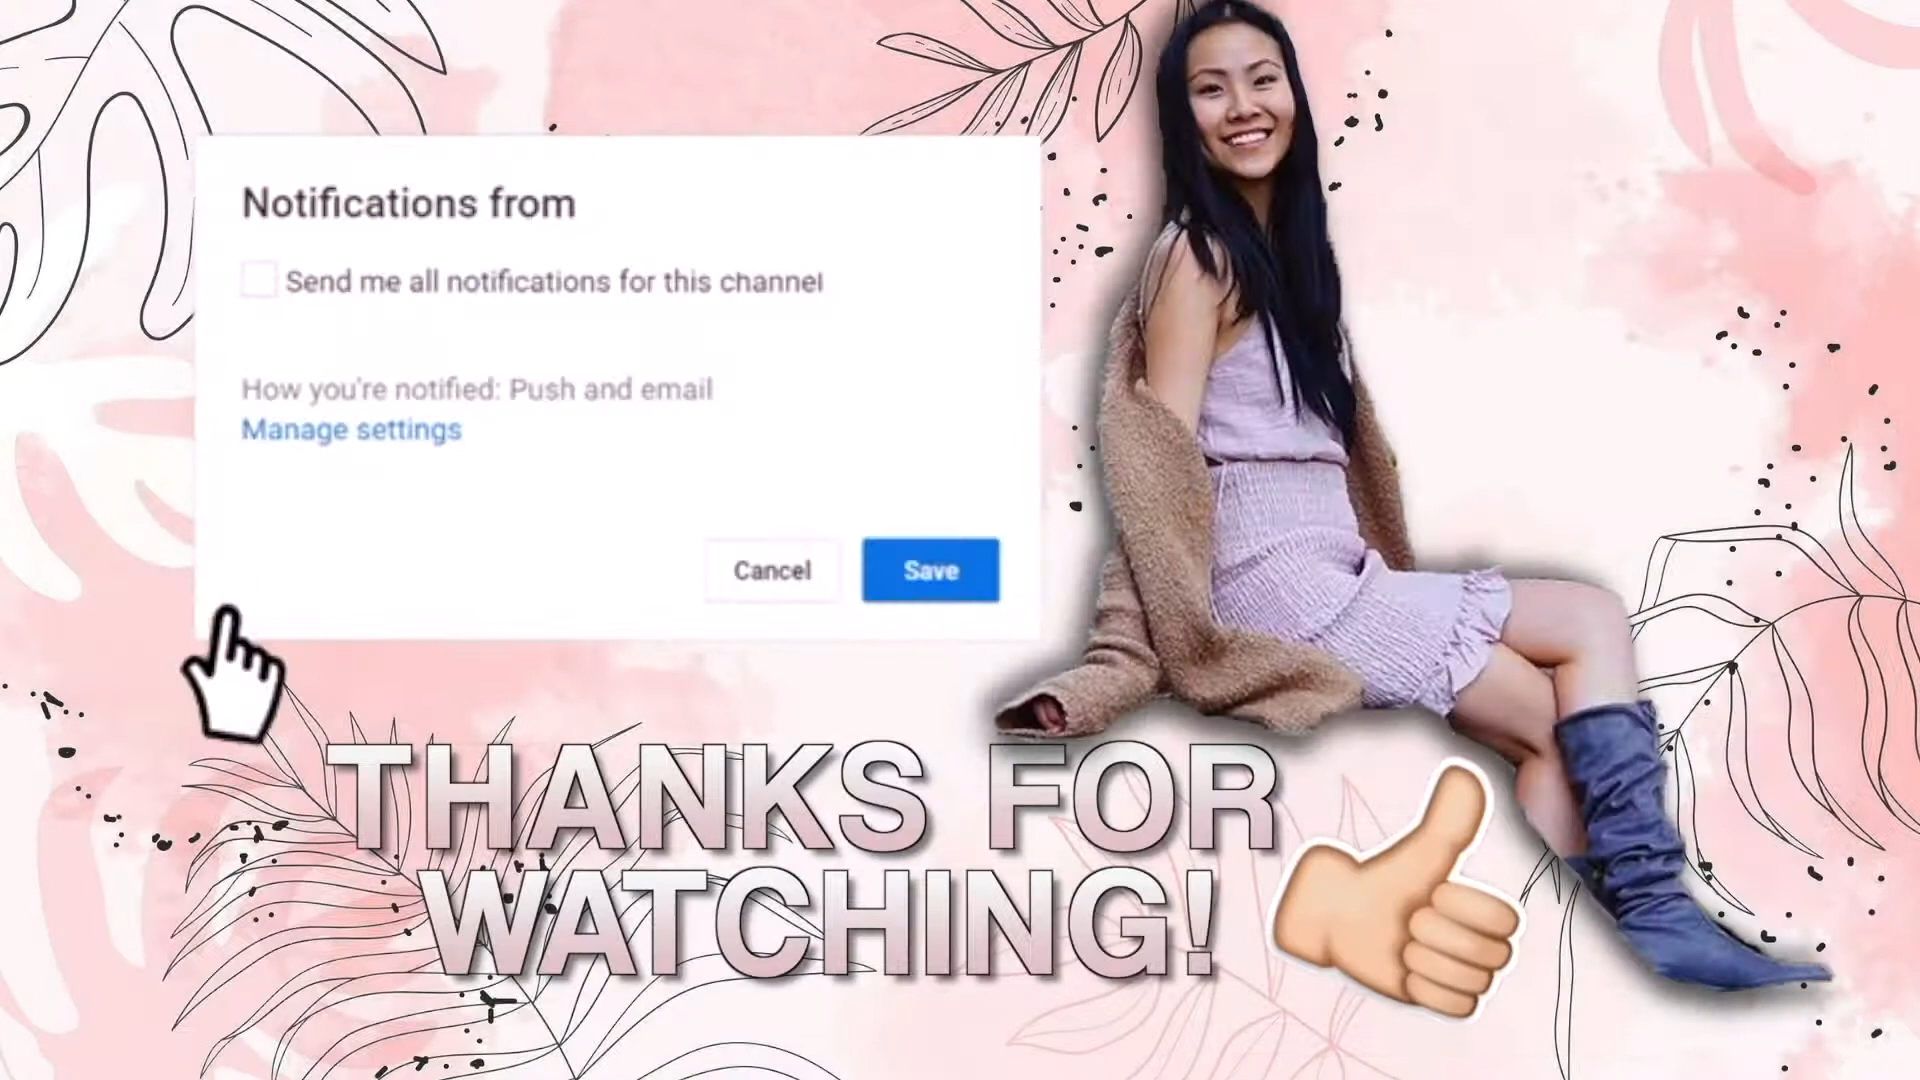 Notifications from
Send me all notifications for this channel
How you're notified: Push and email
Manage settings
Cancel
Save
THANKS FOR
WATCHING!